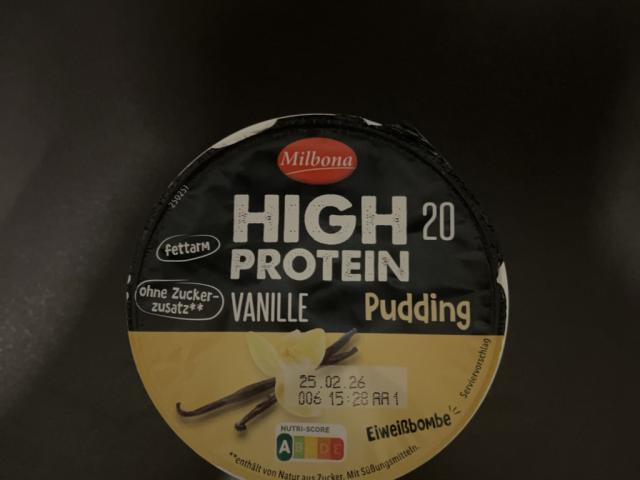 Milbona
250251
HIGH 20
PROTEIN
fettarm
ohne Zucker-
zusatz**
VANILLE Pudding
25.02.26
006 15:28 AA1
Serviervorschlag
Eiweißbombe
NUTRI-SCORE
A B C D E
**enthält von Natur aus Zucker. Mit Süßungsmitteln.